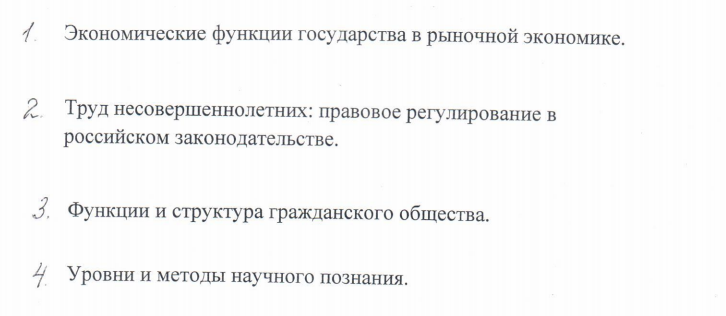 1. Экономические функции государства в рыночной экономике.
2. Труд несовершеннолетних: правовое регулирование в
российском законодательстве.
3. Функции и структура гражданского общества.
4. Уровни и методы научного познания.